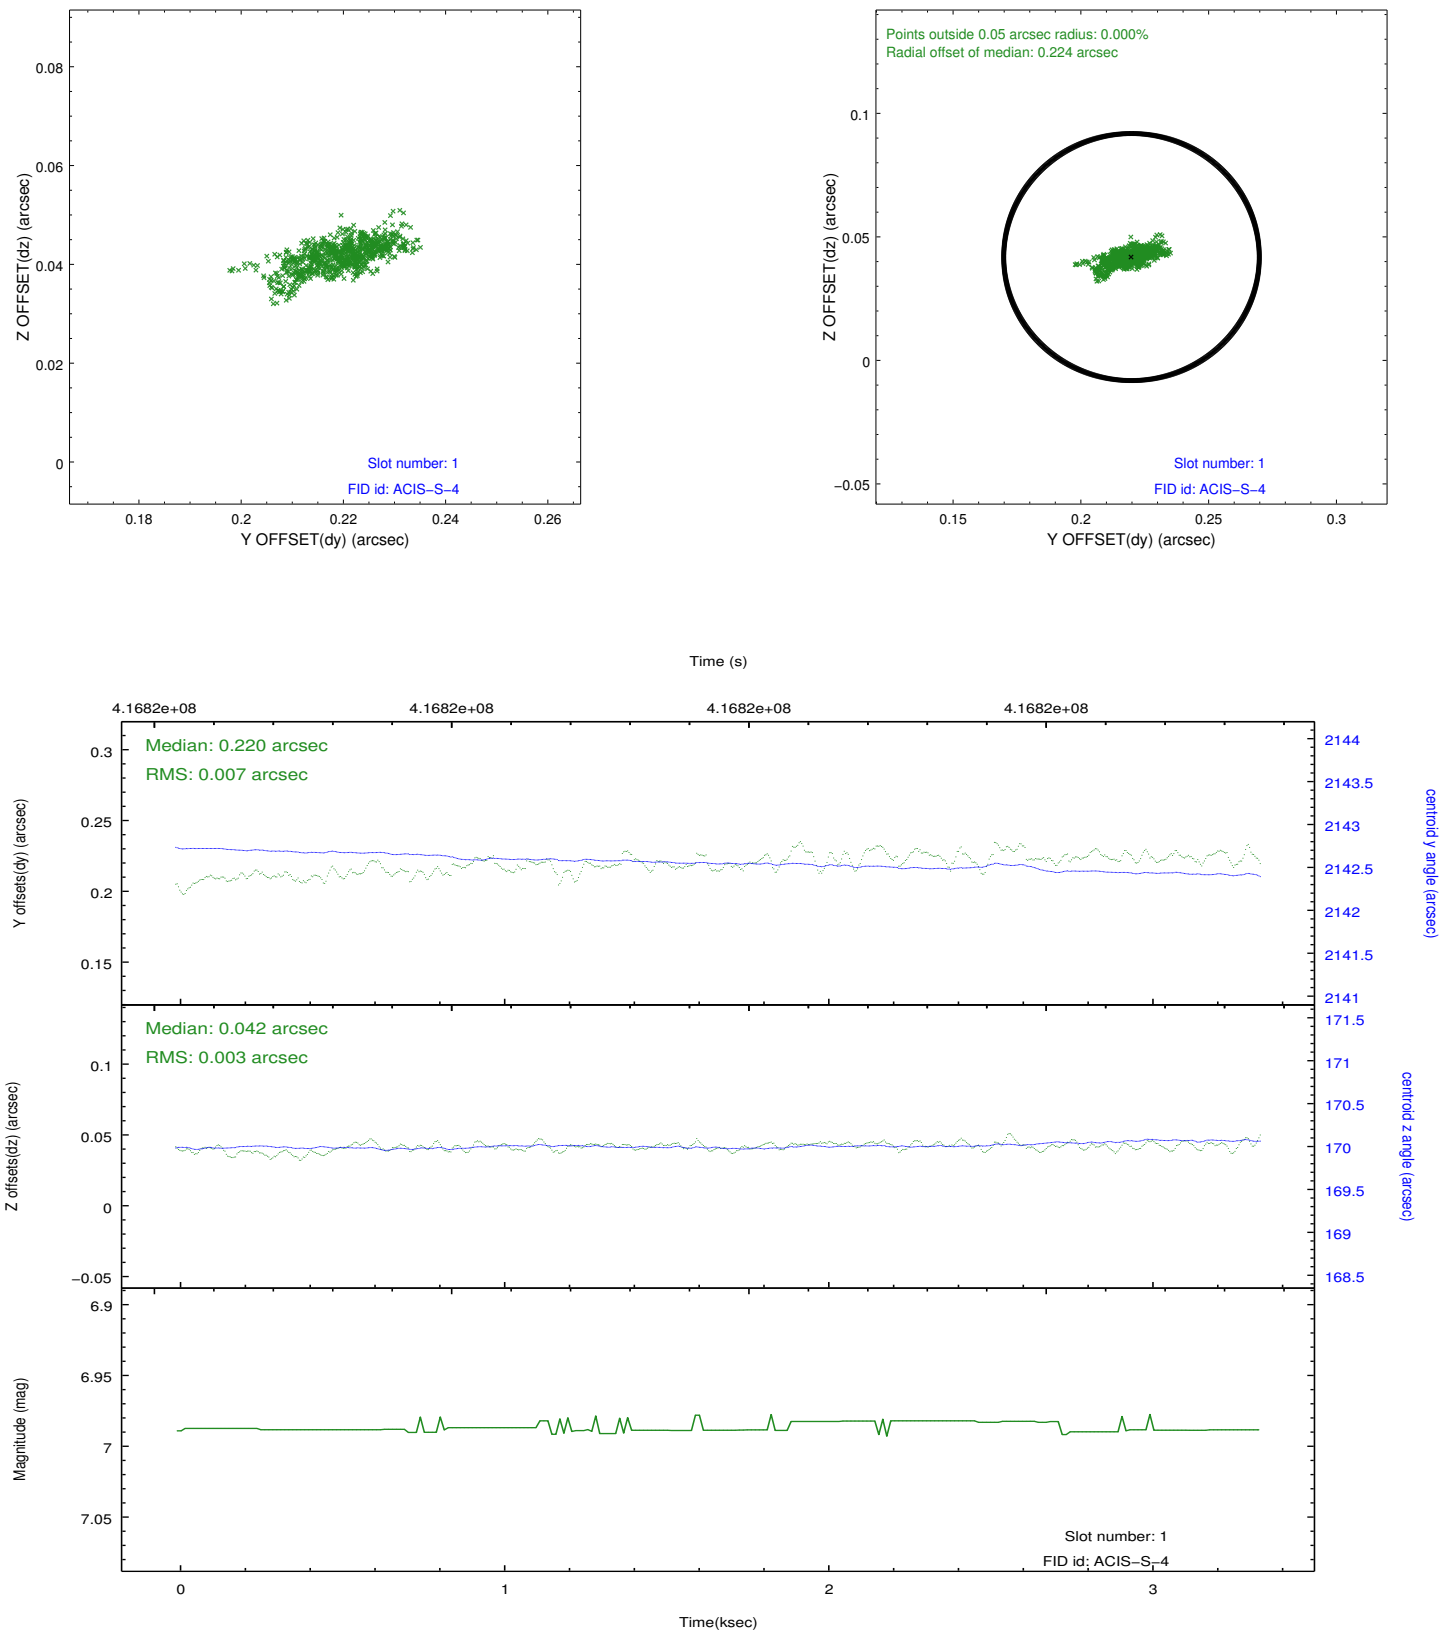 Points outside 0.05 arcsec radius: 0.000%
Radial offset of median: 0.224 arcsec
0.08
0.06
0.04
0.02
0
Z OFFSET(dz) (arcsec)
Slot number: 1
FID id: ACIS−S−4
0.18 0.2 0.22 0.24 0.26
Y OFFSET(dy) (arcsec)
0.1
0.05
0
−0.05
Z OFFSET(dz) (arcsec)
Slot number: 1
FID id: ACIS−S−4
0.15 0.2 0.25 0.3
Y OFFSET(dy) (arcsec)
Time (s)
4.1682e+08 4.1682e+08 4.1682e+08 4.1682e+08
Median: 0.220 arcsec
RMS: 0.007 arcsec
0.3
0.25
0.2
0.15
Y offsets(dy) (arcsec)
2144
2143.5
2143
2142.5
2142
2141.5
2141
centroid y angle (arcsec)
Median: 0.042 arcsec
RMS: 0.003 arcsec
0.1
0.05
0
−0.05
Z offsets(dz) (arcsec)
171.5
171
170.5
170
169.5
169
168.5
centroid z angle (arcsec)
6.9
6.95
7
7.05
Magnitude (mag)
Slot number: 1
FID id: ACIS−S−4
0 1 2 3
Time(ksec)